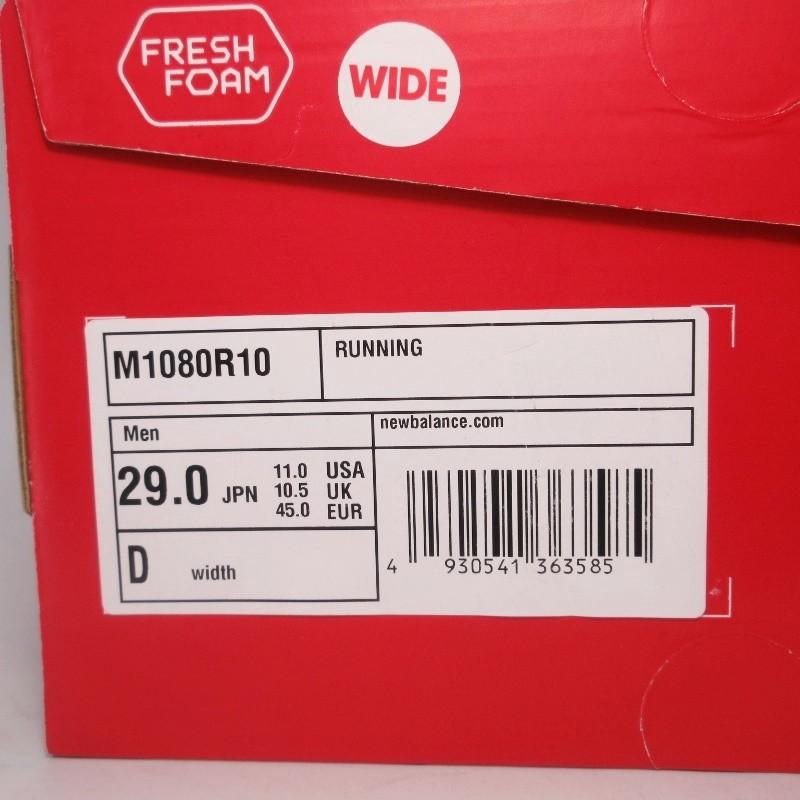 FRESH
FOAM
WIDE
M1080R10
RUNNING
Men
newbalance.com
29.0 JPN
11.0 USA
10.5 UK
45.0 EUR
D width
4 930541 363585